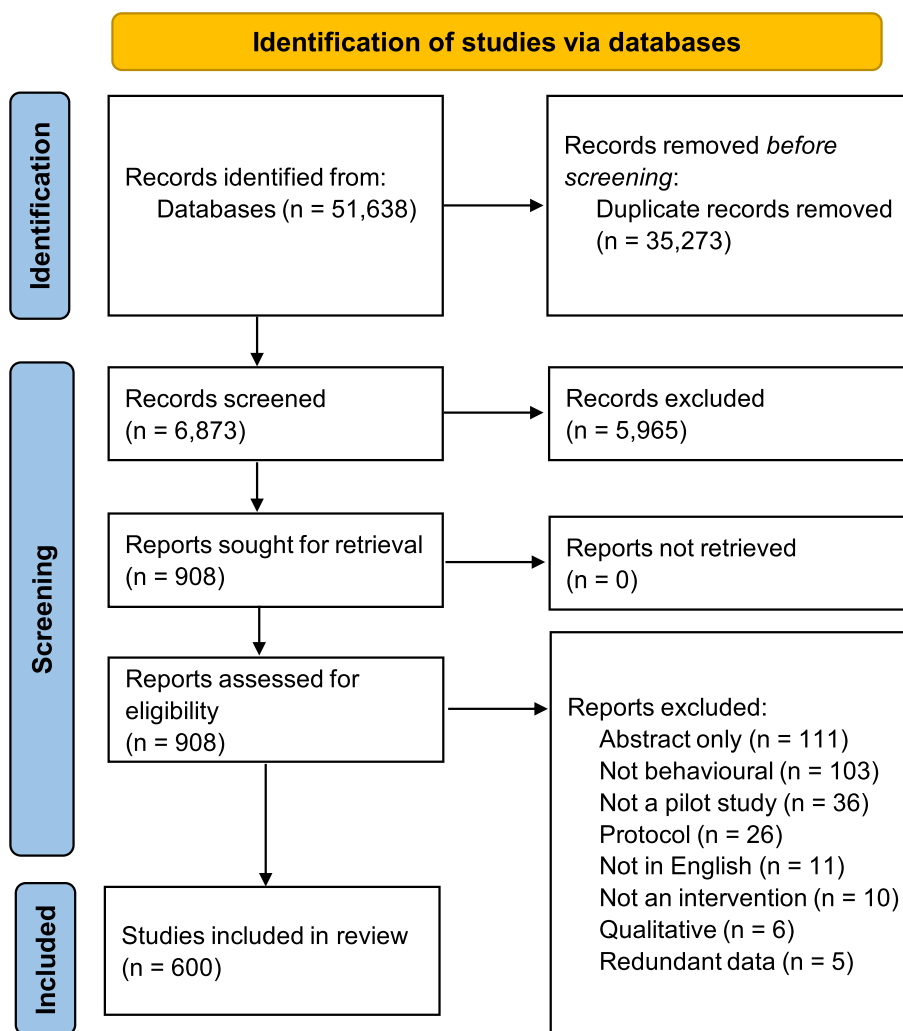 Identification of studies via databases
Identification
Records identified from:
Databases (n = 51,638)
Records removed before
screening:
Duplicate records removed
(n = 35,273)
Screening
Records screened
(n = 6,873)
Records excluded
(n = 5,965)
Reports sought for retrieval
(n = 908)
Reports not retrieved
(n = 0)
Reports assessed for
eligibility
(n = 908)
Reports excluded:
Abstract only (n = 111)
Not behavioural (n = 103)
Not a pilot study (n = 36)
Protocol (n = 26)
Not in English (n = 11)
Not an intervention (n = 10)
Qualitative (n = 6)
Redundant data (n = 5)
Included
Studies included in review
(n = 600)